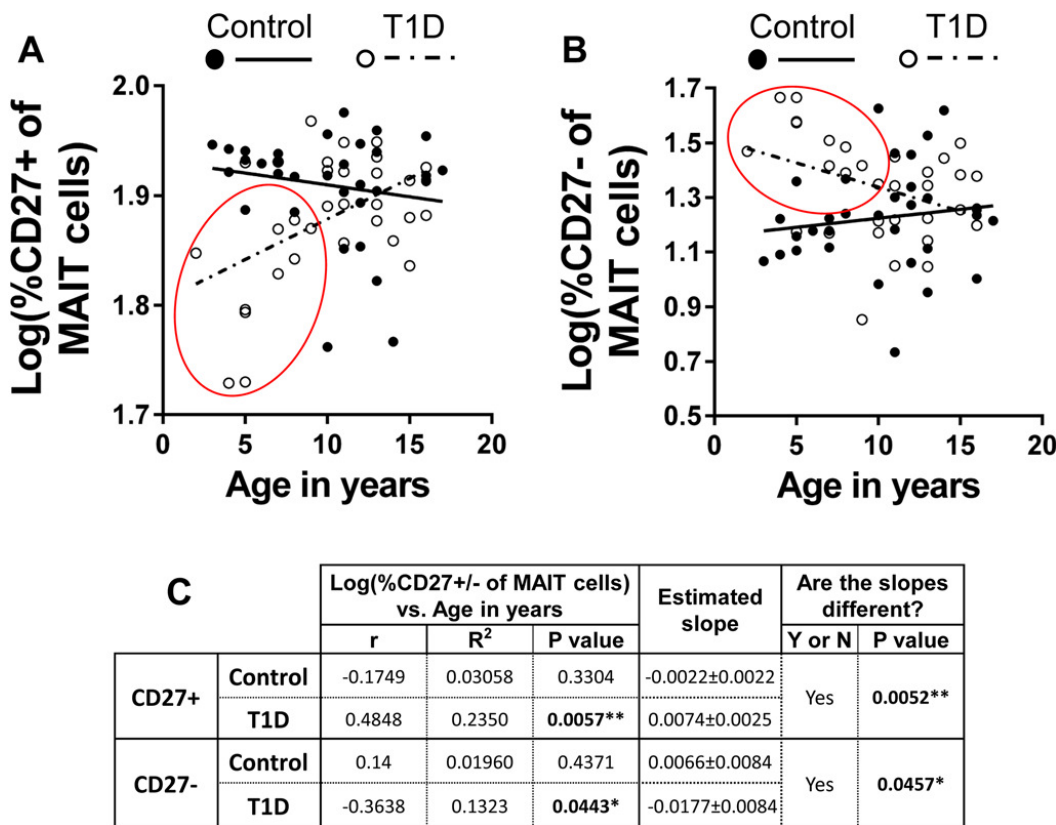 Control T1D
A
Log(%CD27+ of
MAIT cells)
2.0
1.9
1.8
1.7
0 5 10 15 20
Age in years
Control T1D
B
Log(%CD27- of
MAIT cells)
1.7
1.5
1.3
1.1
0.9
0.7
0.5
0 5 10 15 20
Age in years
C
Log(%CD27+/- of MAIT cells)
vs. Age in years
Estimated
slope
Are the slopes
different?
r R² P value Y or N P value
CD27+
Control -0.1749 0.03058 0.3304 -0.0022±0.0022
Yes 0.0052**
T1D 0.4848 0.2350 0.0057** 0.0074±0.0025
CD27-
Control 0.14 0.01960 0.4371 0.0066±0.0084
Yes 0.0457*
T1D -0.3638 0.1323 0.0443* -0.0177±0.0084